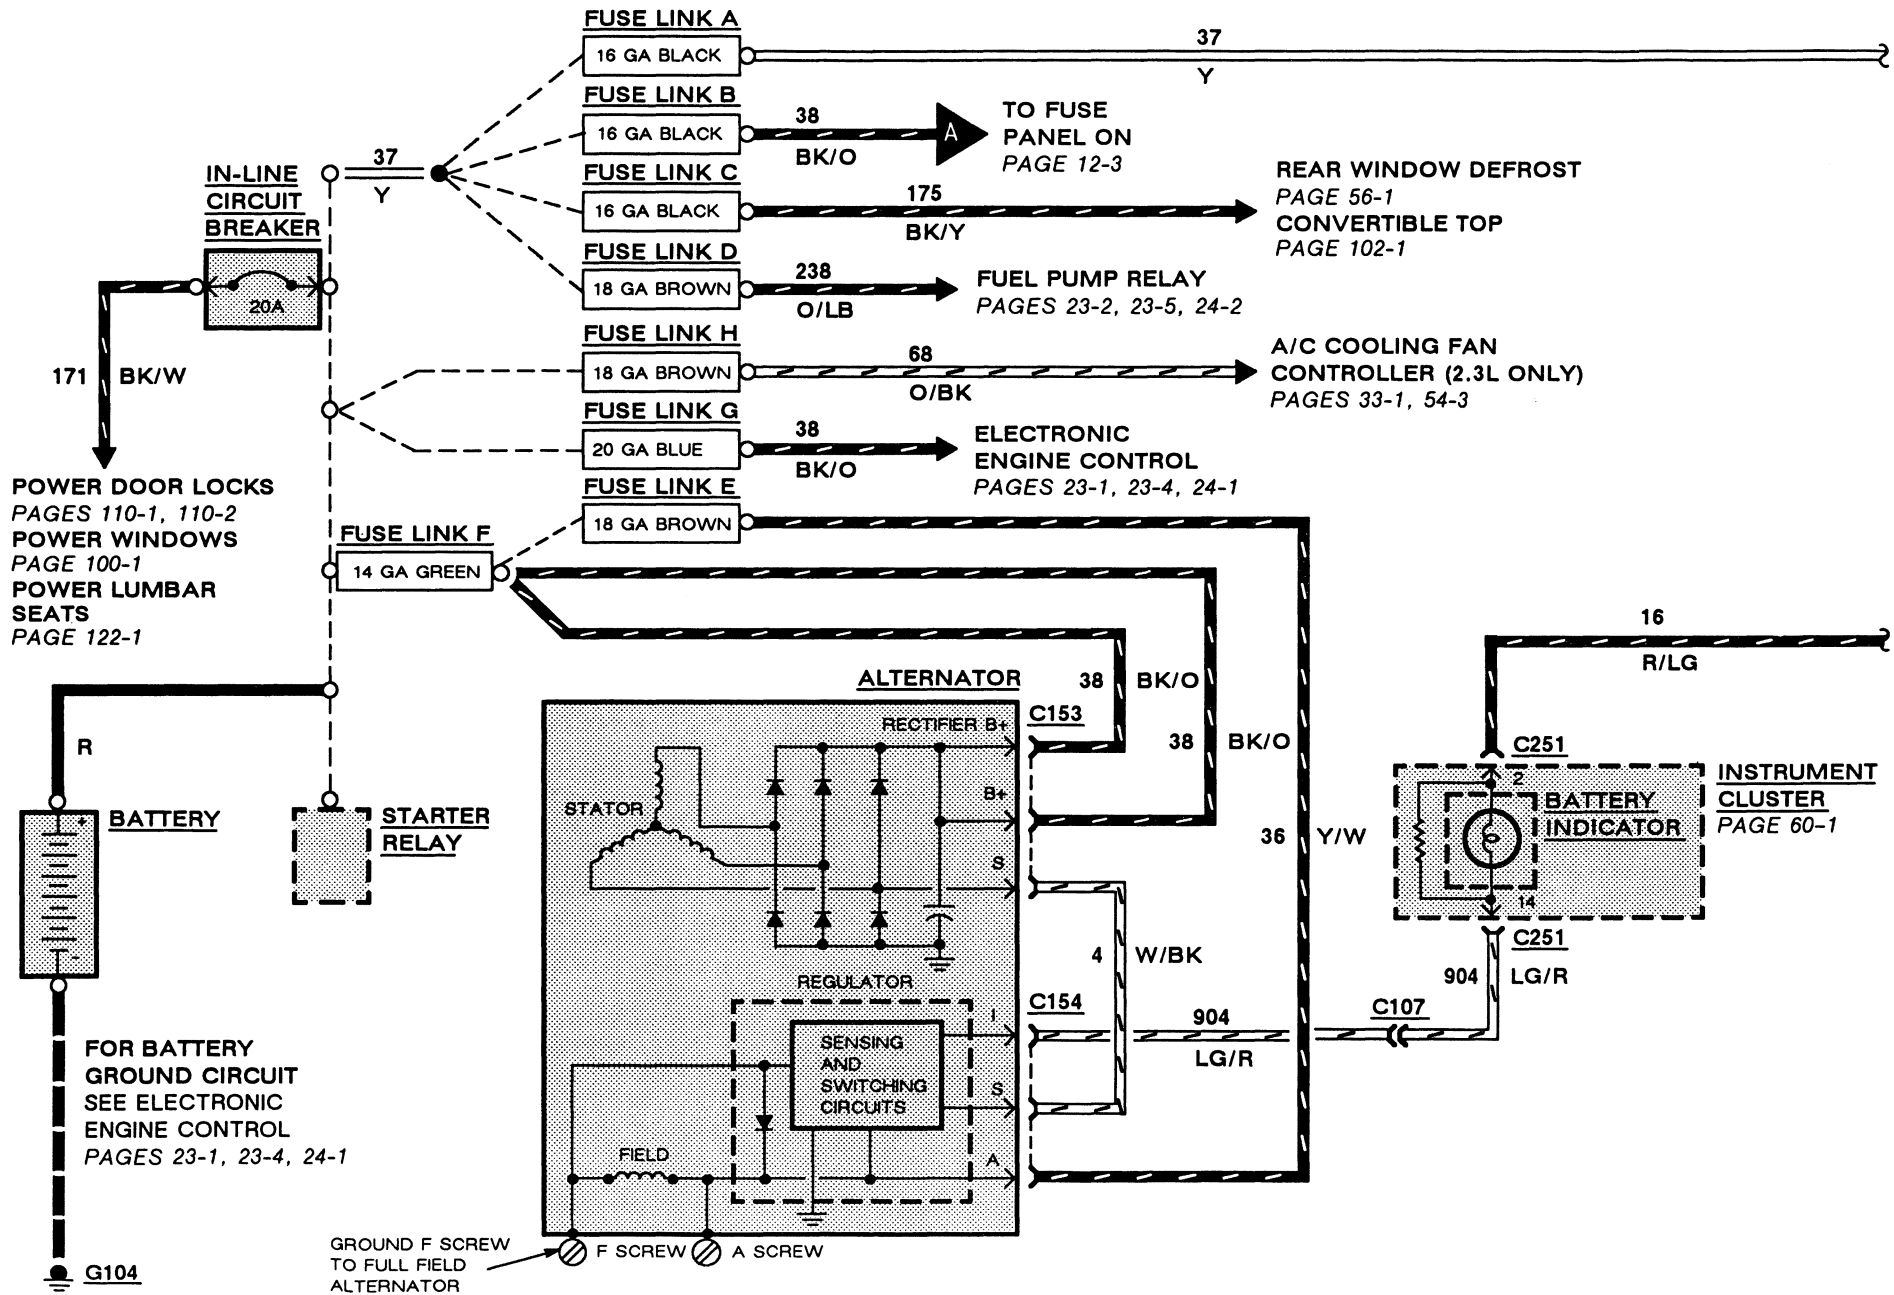 FUSE LINK A
16 GA BLACK
37
Y
FUSE LINK B
16 GA BLACK
38
BK/O
A
TO FUSE
PANEL ON
PAGE 12-3
FUSE LINK C
16 GA BLACK
175
BK/Y
REAR WINDOW DEFROST
PAGE 56-1
CONVERTIBLE TOP
PAGE 102-1
IN-LINE
CIRCUIT
BREAKER
20A
37
Y
FUSE LINK D
18 GA BROWN
238
O/LB
FUEL PUMP RELAY
PAGES 23-2, 23-5, 24-2
FUSE LINK H
18 GA BROWN
68
O/BK
A/C COOLING FAN
CONTROLLER (2.3L ONLY)
PAGES 33-1, 54-3
171
BK/W
FUSE LINK G
20 GA BLUE
38
BK/O
ELECTRONIC
ENGINE CONTROL
PAGES 23-1, 23-4, 24-1
POWER DOOR LOCKS
PAGES 110-1, 110-2
POWER WINDOWS
PAGE 100-1
POWER LUMBAR
SEATS
PAGE 122-1
FUSE LINK E
18 GA BROWN
FUSE LINK F
14 GA GREEN
16
R/LG
ALTERNATOR
38
BK/O
C153
38
BK/O
R
RECTIFIER B+
B+
S
STATOR
BATTERY
+
-
STARTER
RELAY
36
Y/W
C251
2
BATTERY
INDICATOR
14
INSTRUMENT
CLUSTER
PAGE 60-1
C251
904
LG/R
4
W/BK
REGULATOR
C154
I
904
LG/R
C107
SENSING
AND
SWITCHING
CIRCUITS
S
A
FIELD
FOR BATTERY
GROUND CIRCUIT
SEE ELECTRONIC
ENGINE CONTROL
PAGES 23-1, 23-4, 24-1
G104
GROUND F SCREW
TO FULL FIELD
ALTERNATOR
F SCREW
A SCREW